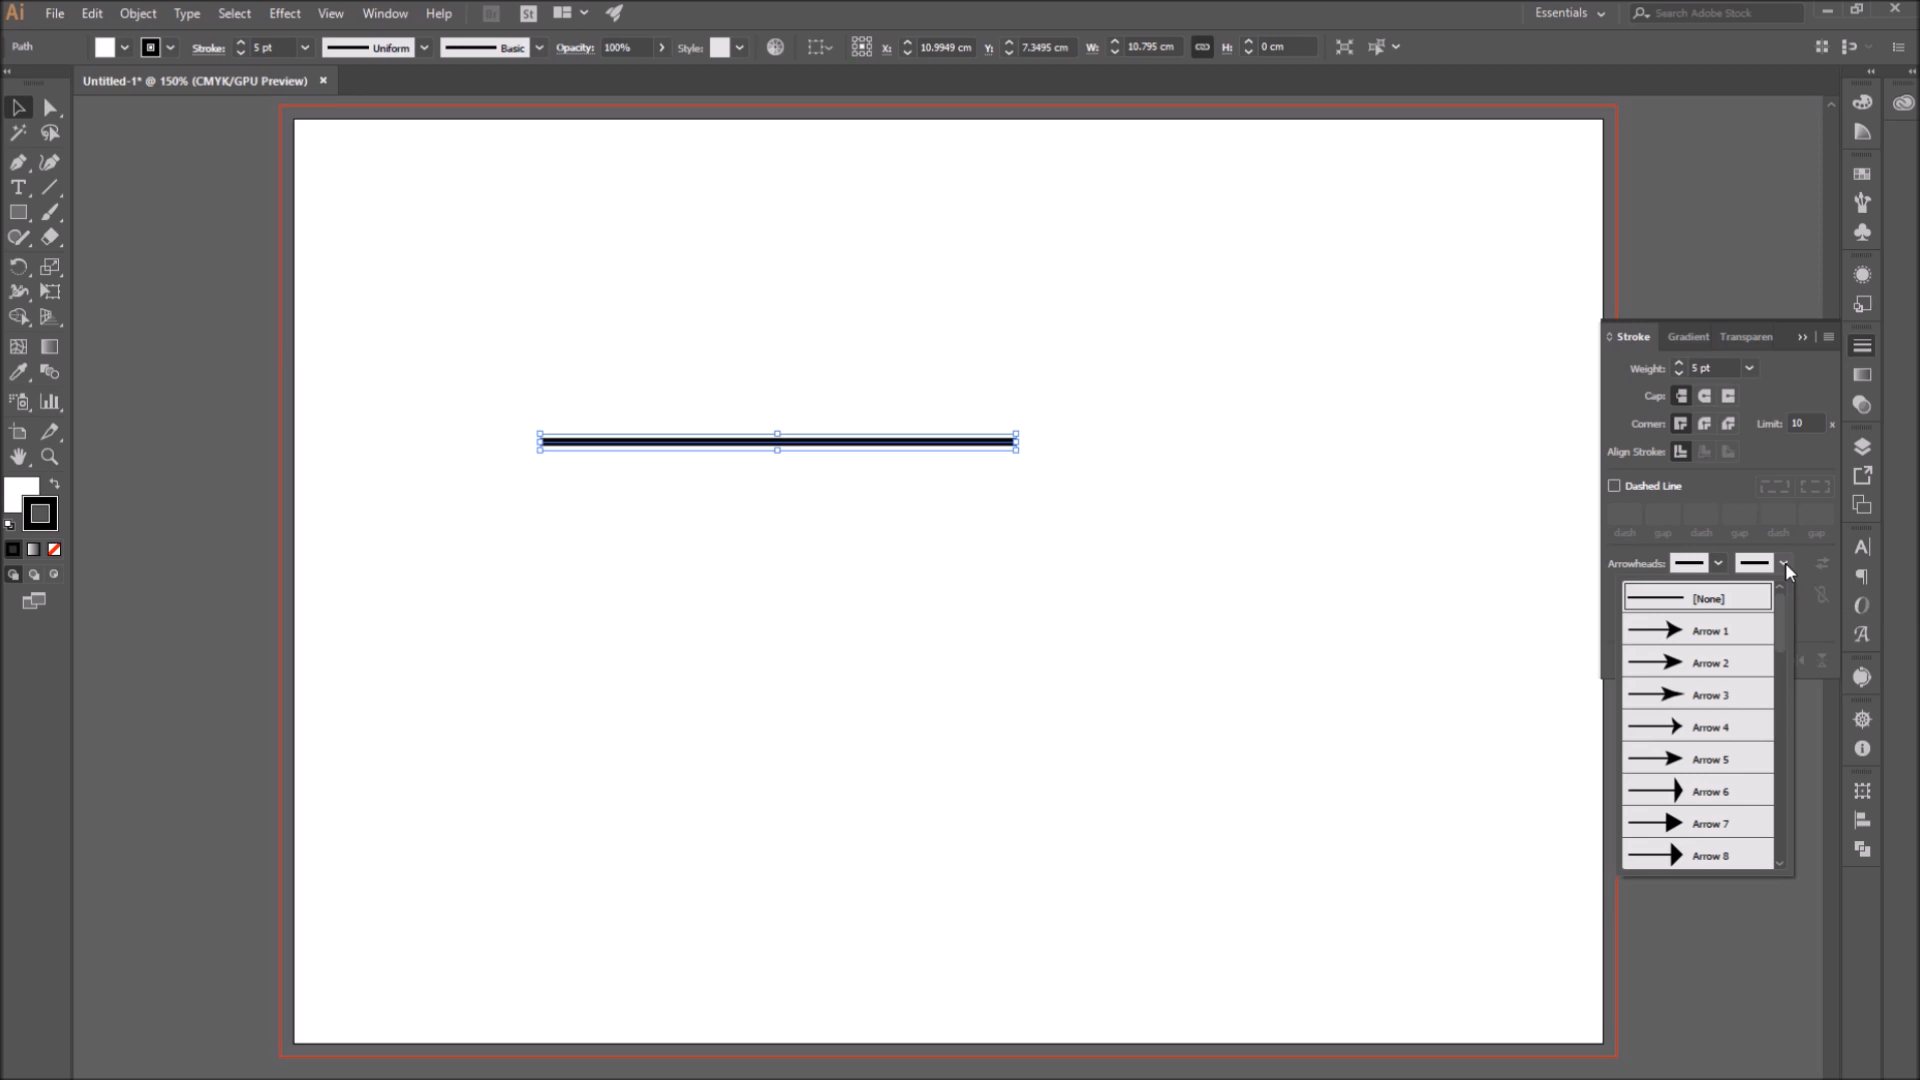 Ai File Edit Object Type Select Effect View Window Help Br St Essentials Search Adobe Stock
Path Stroke: 5 pt Uniform Basic Opacity: 100% Style: X: 10.9949 cm Y: 7.3495 cm W: 10.795 cm H: 0 cm
Untitled-1* @ 150% (CMYK/GPU Preview)
Stroke Gradient Transparen
Weight: 5 pt
Cap:
Corner: Limit: 10 x
Align Stroke:
Dashed Line
dash gap dash gap dash gap
Arrowheads:
[None]
Arrow 1
Arrow 2
Arrow 3
Arrow 4
Arrow 5
Arrow 6
Arrow 7
Arrow 8